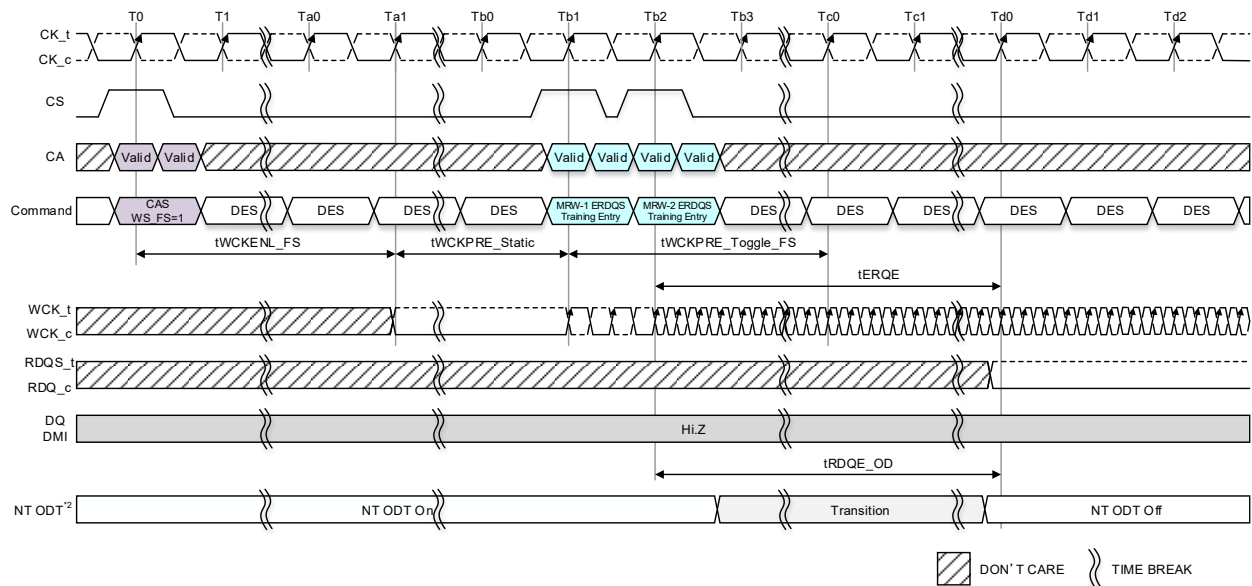 T0 T1 Ta0 Ta1 Tb0 Tb1 Tb2 Tb3 Tc0 Tc1 Td0 Td1 Td2
CK_t
CK_c
CS
CA Valid Valid Valid Valid Valid Valid
Command CAS WS_FS=1 DES DES DES DES MRW-1 ERDQS Training Entry MRW-2 ERDQS Training Entry DES DES DES DES DES DES
tWCKENL_FS tWCKPRE_Static tWCKPRE_Toggle_FS
tERQE
WCK_t
WCK_c
RDQS_t
RDQ_c
DQ
DMI
Hi.Z
tRDQE_OD
NT ODT*2 NT ODT On Transition NT ODT Off
DON'T CARE TIME BREAK